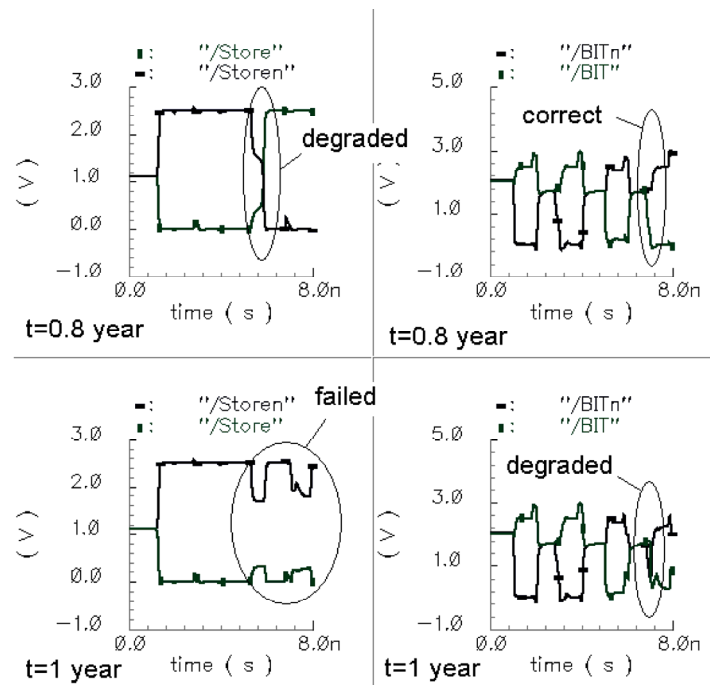 "/Store"
"/Storen"
3.0
2.0
1.0
0.0
-1.0
( V )
degraded
0.0
8.0n
time ( s )
t=0.8 year
"/BITn"
"/BIT"
5.0
3.0
1.0
-1.0
( V )
correct
0.0
8.0n
time ( s )
t=0.8 year
"/Storen"
"/Store"
failed
3.0
2.0
1.0
0.0
-1.0
( V )
0.0
8.0n
time ( s )
t=1 year
"/BITn"
"/BIT"
5.0
3.0
1.0
-1.0
( V )
degraded
0.0
8.0n
time ( s )
t=1 year